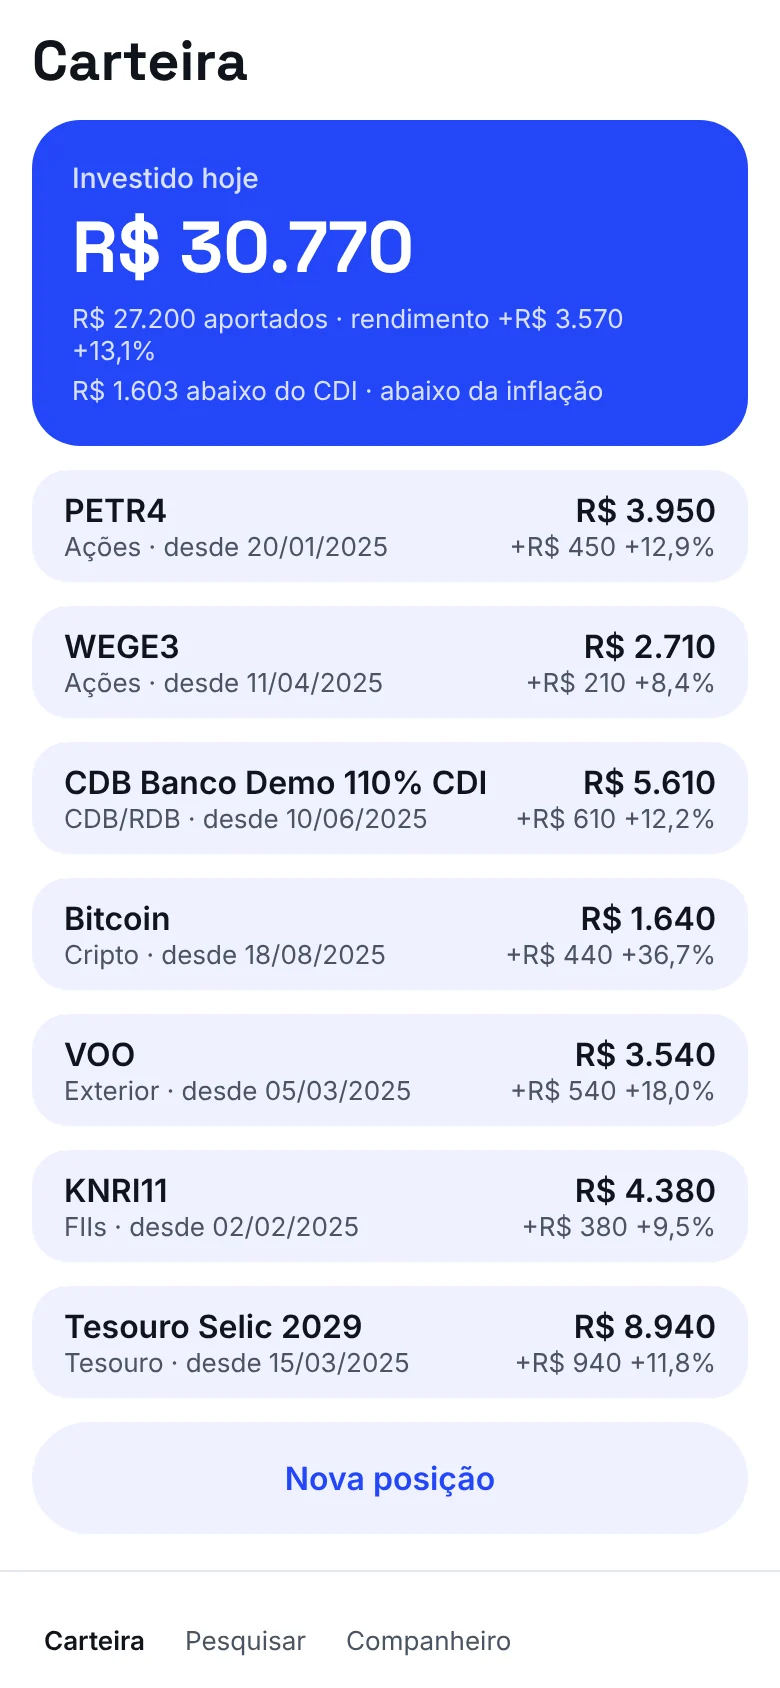 Carteira
Investido hoje
R$ 30.770
R$ 27.200 aportados · rendimento +R$ 3.570
+13,1%
R$ 1.603 abaixo do CDI · abaixo da inflação
PETR4 R$ 3.950
Ações · desde 20/01/2025 +R$ 450 +12,9%
WEGE3 R$ 2.710
Ações · desde 11/04/2025 +R$ 210 +8,4%
CDB Banco Demo 110% CDI R$ 5.610
CDB/RDB · desde 10/06/2025 +R$ 610 +12,2%
Bitcoin R$ 1.640
Cripto · desde 18/08/2025 +R$ 440 +36,7%
VOO R$ 3.540
Exterior · desde 05/03/2025 +R$ 540 +18,0%
KNRI11 R$ 4.380
FIIs · desde 02/02/2025 +R$ 380 +9,5%
Tesouro Selic 2029 R$ 8.940
Tesouro · desde 15/03/2025 +R$ 940 +11,8%
Nova posição
Carteira Pesquisar Companheiro